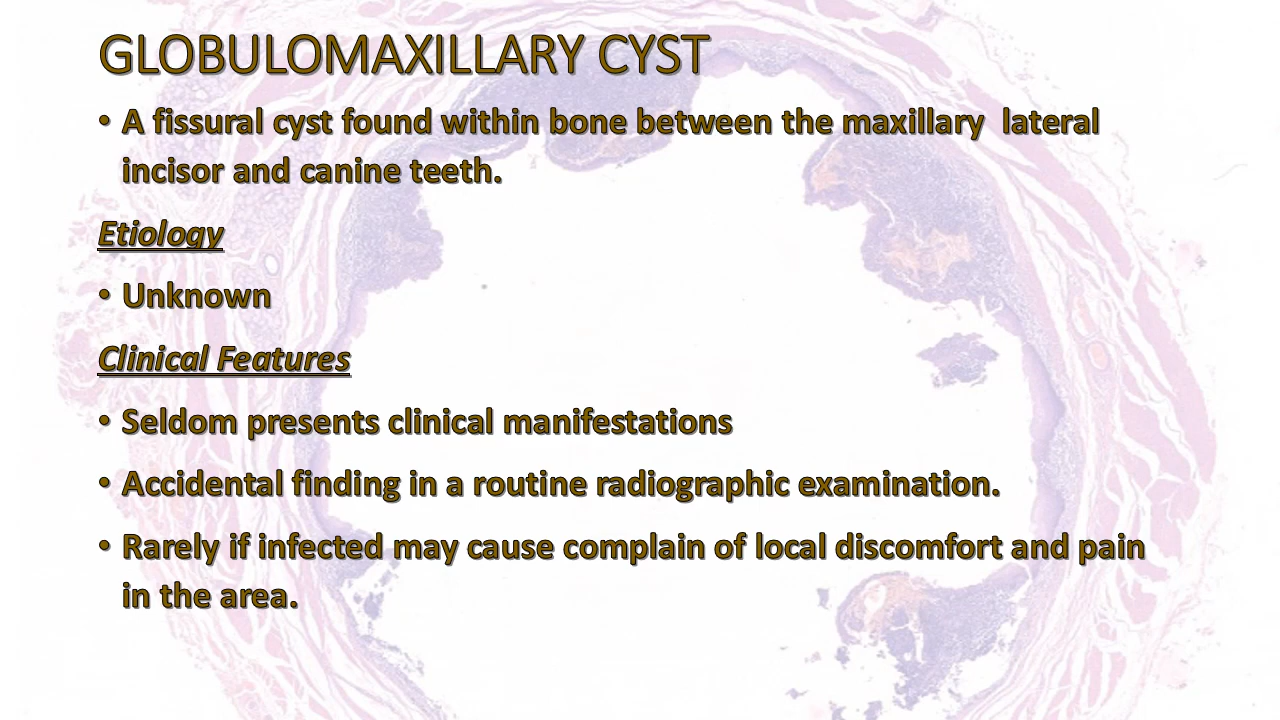 GLOBULOMAXILLARY CYST
• A fissural cyst found within bone between the maxillary  lateral
incisor and canine teeth.
Etiology
• Unknown
Clinical Features
• Seldom presents clinical manifestations
• Accidental finding in a routine radiographic examination.
• Rarely if infected may cause complain of local discomfort and pain
in the area.